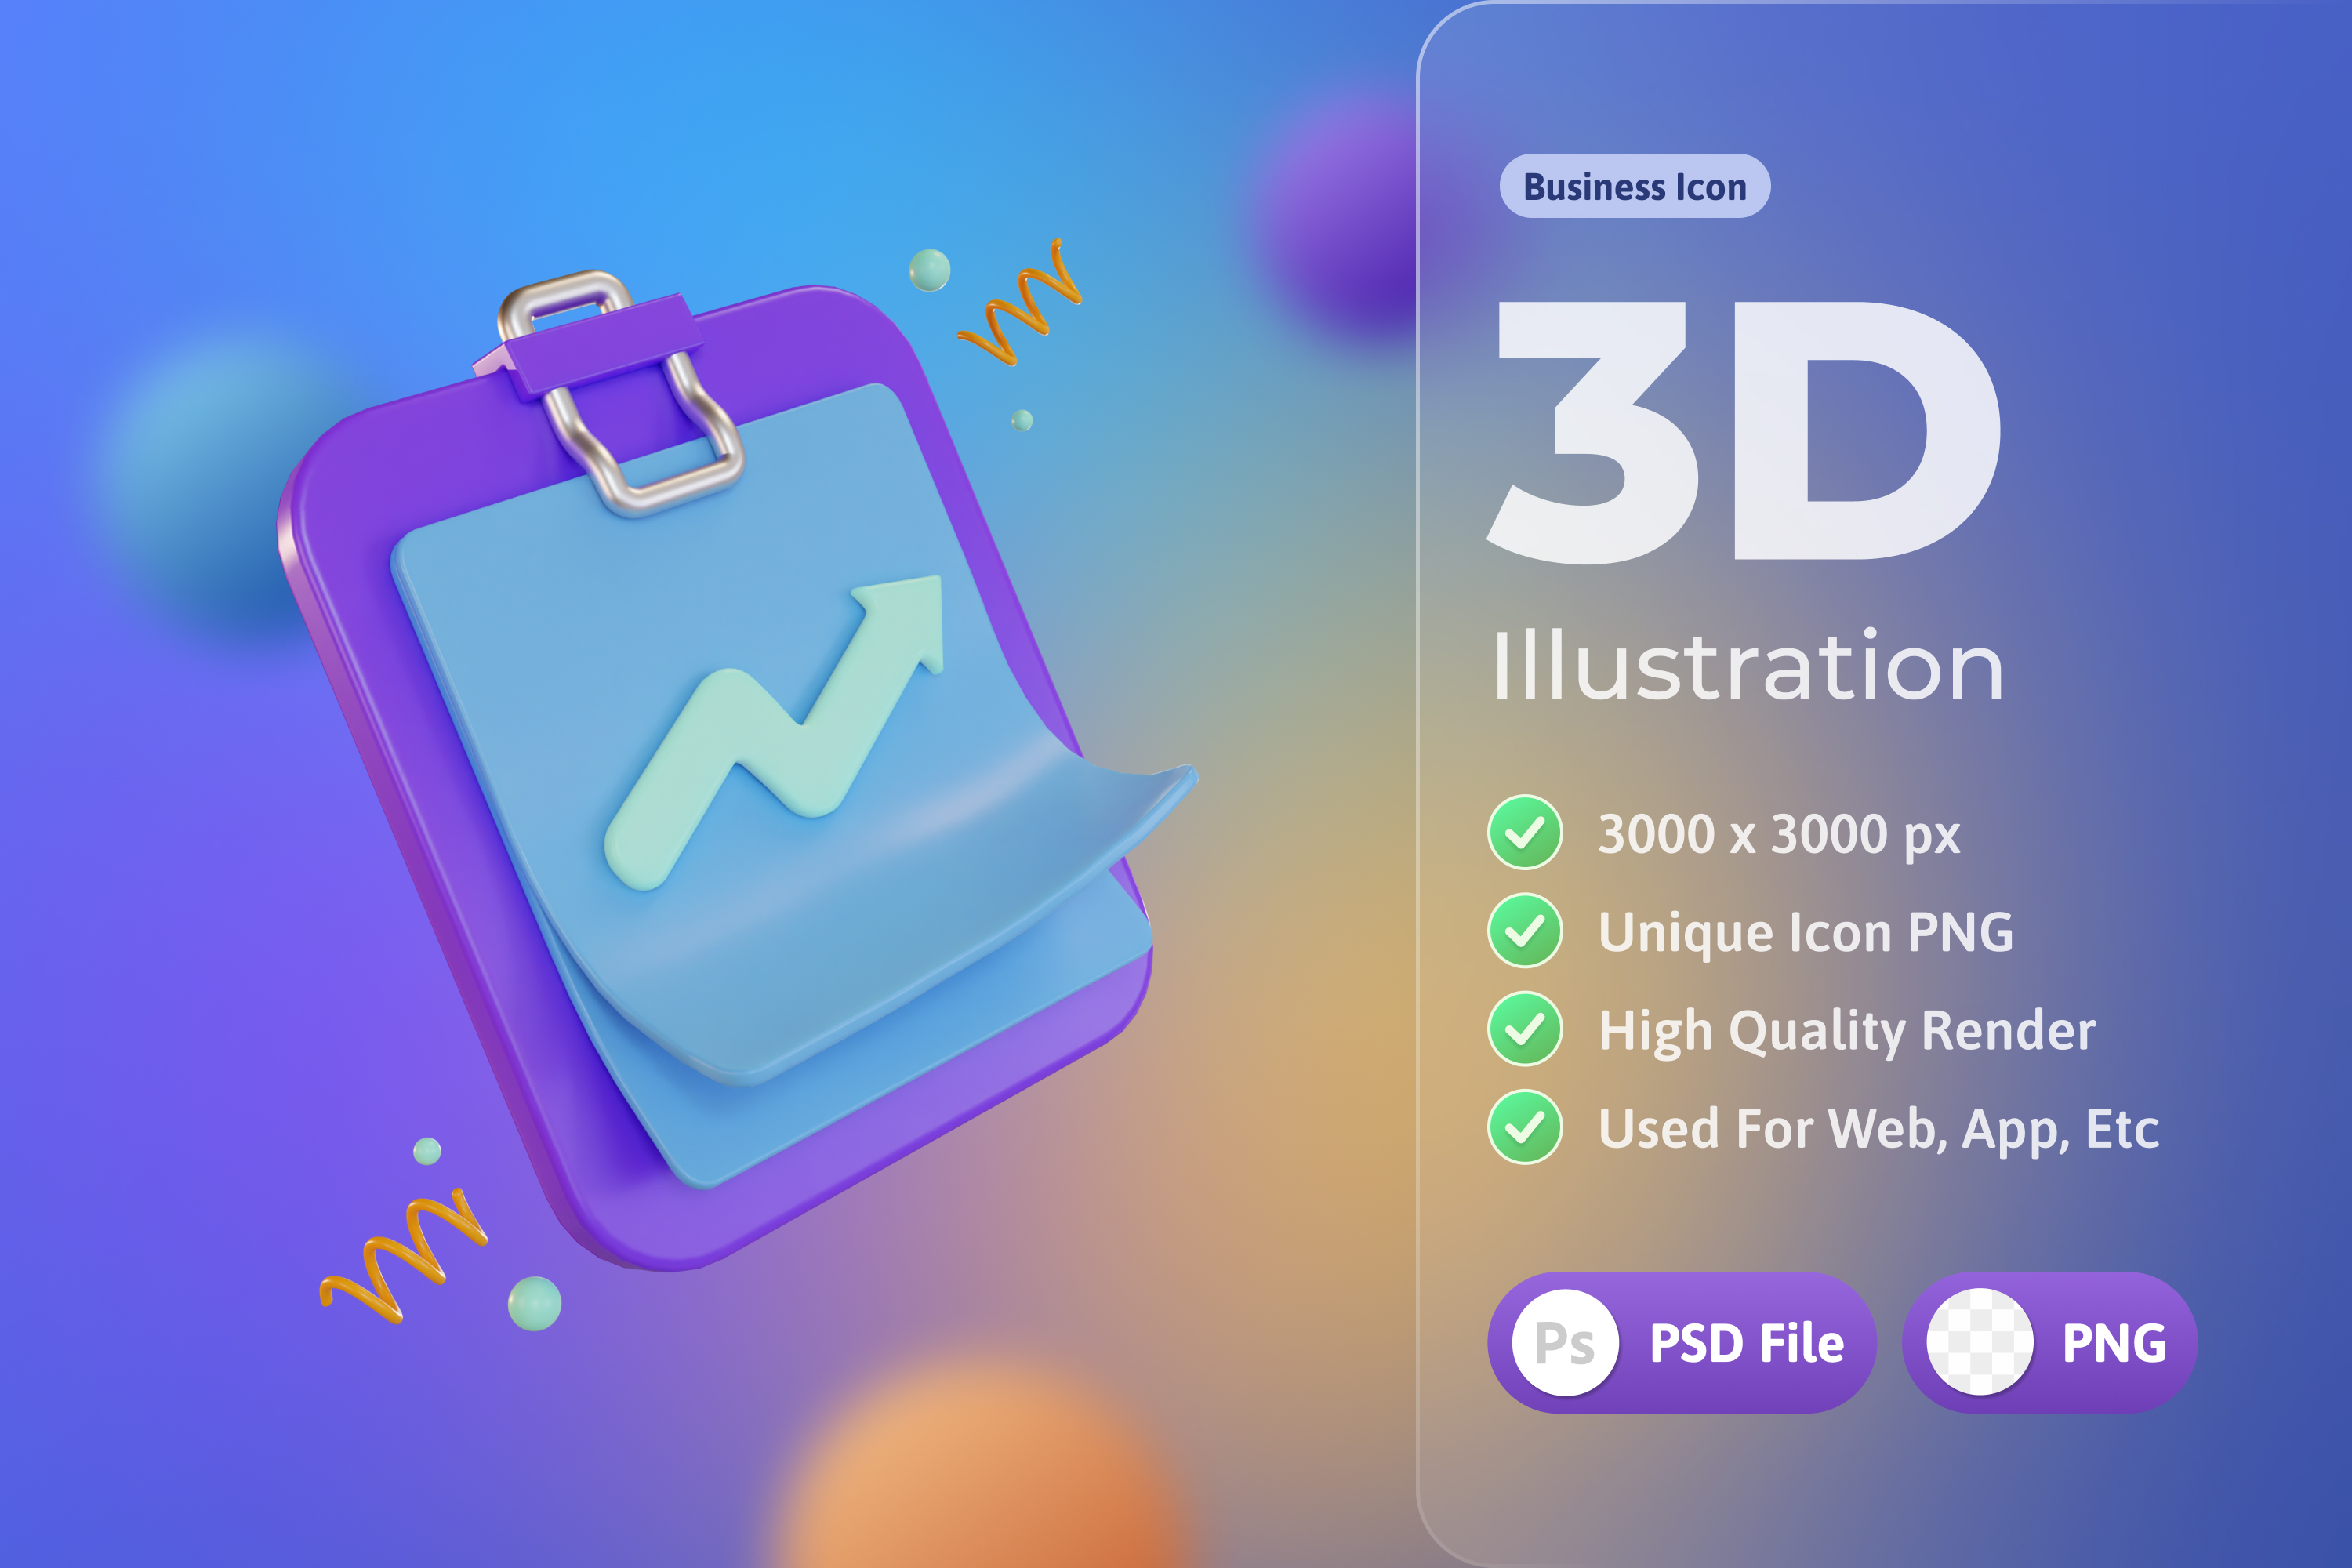 Business Icon
3D
Illustration
3000 x 3000 px
Unique Icon PNG
High Quality Render
Used For Web, App, Etc
Ps PSD File
PNG